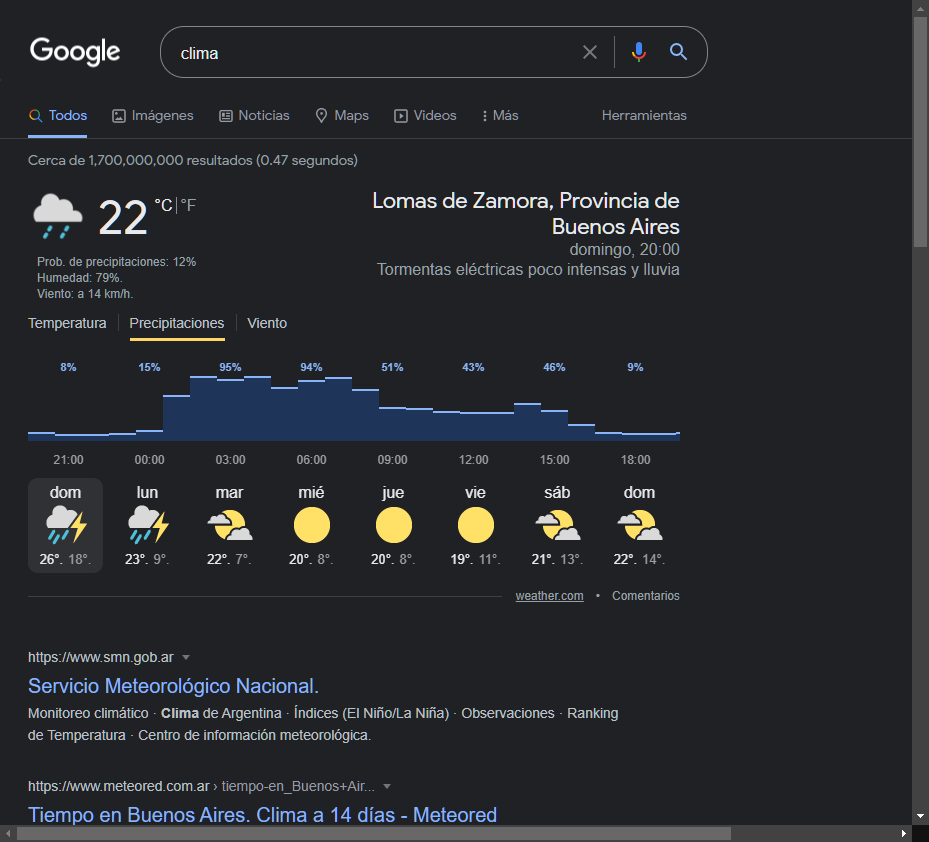 Google
clima
Todos Imágenes Noticias Maps Videos Más Herramientas
Cerca de 1,700,000,000 resultados (0.47 segundos)
22 °C|°F
Prob. de precipitaciones: 12%
Humedad: 79%.
Viento: a 14 km/h.
Lomas de Zamora, Provincia de
Buenos Aires
domingo, 20:00
Tormentas eléctricas poco intensas y lluvia
Temperatura Precipitaciones Viento
8% 15% 95% 94% 51% 43% 46% 9%
21:00 00:00 03:00 06:00 09:00 12:00 15:00 18:00
dom lun mar mié jue vie sáb dom
26°. 18°. 23°. 9°. 22°. 7°. 20°. 8°. 20°. 8°. 19°. 11°. 21°. 13°. 22°. 14°.
weather.com • Comentarios
https://www.smn.gob.ar
Servicio Meteorológico Nacional.
Monitoreo climático · Clima de Argentina · Índices (El Niño/La Niña) · Observaciones · Ranking
de Temperatura · Centro de información meteorológica.
https://www.meteored.com.ar › tiempo-en_Buenos+Air...
Tiempo en Buenos Aires. Clima a 14 días - Meteored